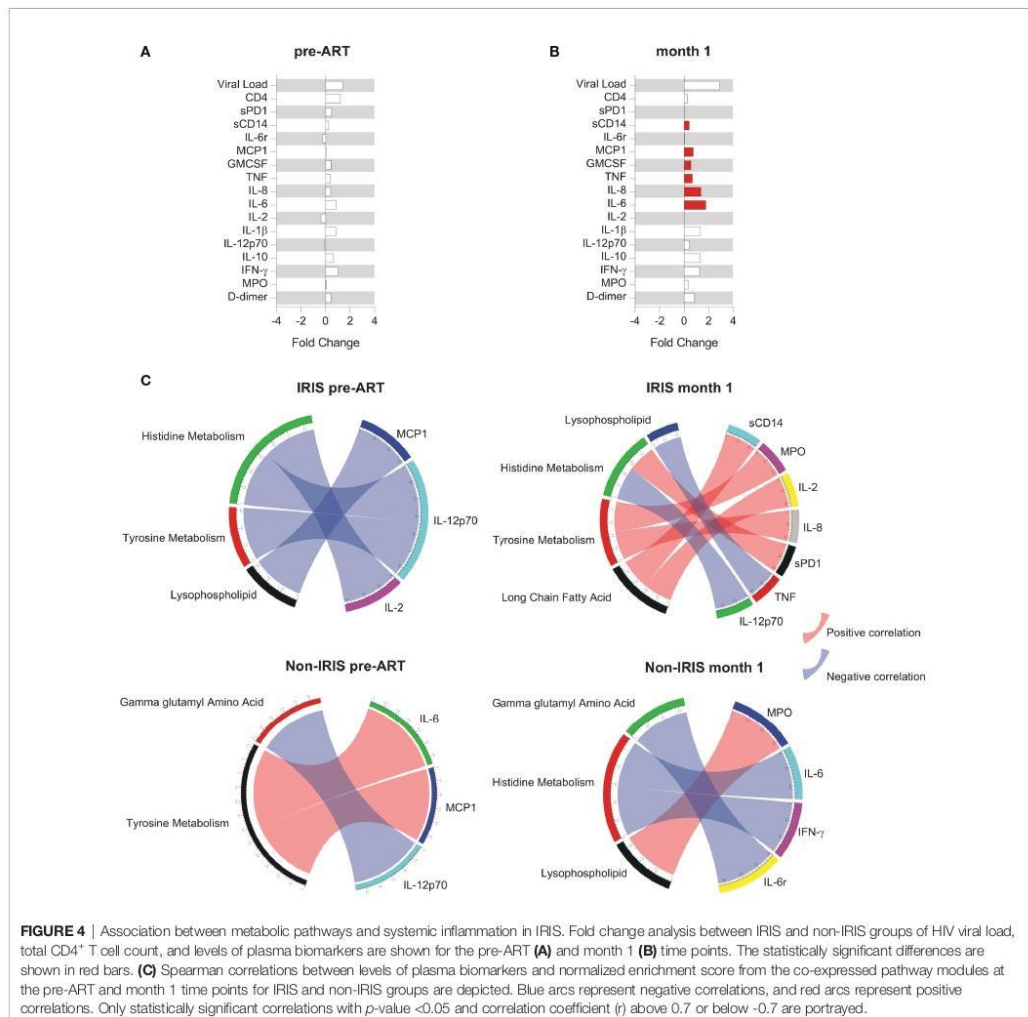 A
pre-ART
Viral Load
CD4
sPD1
sCD14
IL-6r
MCP1
GMCSF
TNF
IL-8
IL-6
IL-2
IL-1β
IL-12p70
IL-10
IFN-γ
MPO
D-dimer
-4 -2 0 2 4
Fold Change
B
month 1
Viral Load
CD4
sPD1
sCD14
IL-6r
MCP1
GMCSF
TNF
IL-8
IL-6
IL-2
IL-1β
IL-12p70
IL-10
IFN-γ
MPO
D-dimer
-4 -2 0 2 4
Fold Change
C
IRIS pre-ART
Histidine Metabolism
Tyrosine Metabolism
Lysophospholipid
MCP1
IL-12p70
IL-2
IRIS month 1
Lysophospholipid
Histidine Metabolism
Tyrosine Metabolism
Long Chain Fatty Acid
sCD14
MPO
IL-2
IL-8
sPD1
TNF
IL-12p70
Positive correlation
Negative correlation
Non-IRIS pre-ART
Gamma glutamyl Amino Acid
Tyrosine Metabolism
IL-6
MCP1
IL-12p70
Non-IRIS month 1
Gamma glutamyl Amino Acid
Histidine Metabolism
Lysophospholipid
MPO
IL-6
IFN-γ
IL-6r
FIGURE 4 | Association between metabolic pathways and systemic inflammation in IRIS. Fold change analysis between IRIS and non-IRIS groups of HIV viral load,
total CD4⁺ T cell count, and levels of plasma biomarkers are shown for the pre-ART (A) and month 1 (B) time points. The statistically significant differences are
shown in red bars. (C) Spearman correlations between levels of plasma biomarkers and normalized enrichment score from the co-expressed pathway modules at
the pre-ART and month 1 time points for IRIS and non-IRIS groups are depicted. Blue arcs represent negative correlations, and red arcs represent positive
correlations. Only statistically significant correlations with p-value <0.05 and correlation coefficient (r) above 0.7 or below -0.7 are portrayed.